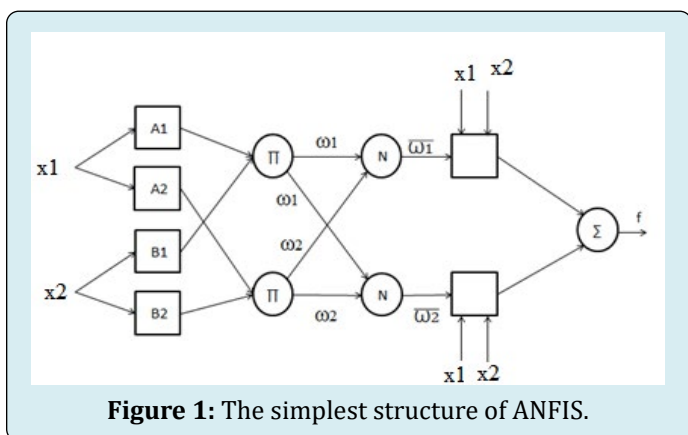 x1 x2
A1
ω1
ω̅1̅
Π
N
x1
A2
ω1
f
Σ
B1
ω2
x2
Π
N
B2
ω2
ω̅2̅
x1 x2
Figure 1: The simplest structure of ANFIS.